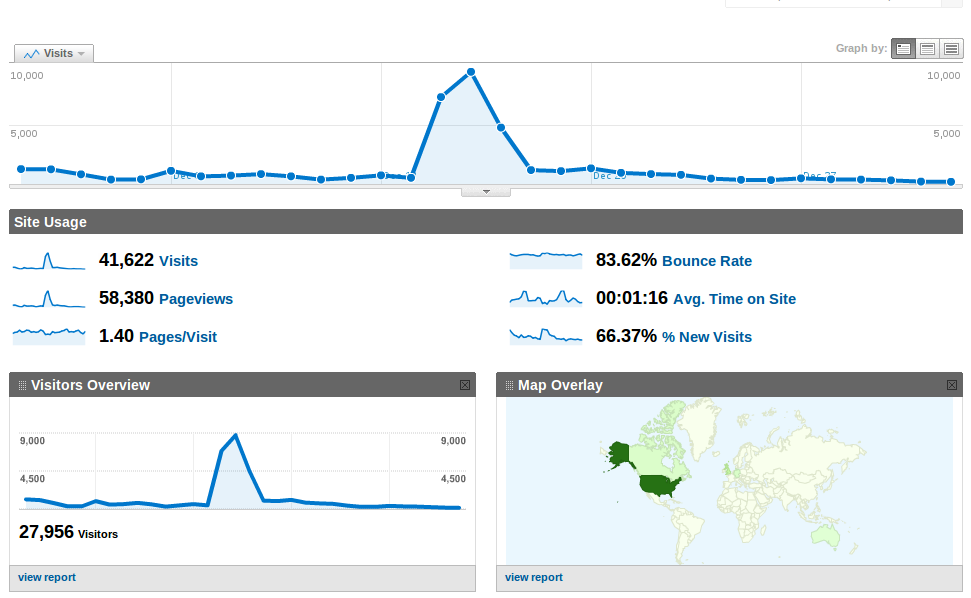 Visits
Graph by:
10,000 10,000
5,000 5,000
Dec
Dec
Dec 27
Site Usage
41,622 Visits
83.62% Bounce Rate
58,380 Pageviews
00:01:16 Avg. Time on Site
1.40 Pages/Visit
66.37% % New Visits
Visitors Overview
Map Overlay
9,000 9,000
4,500 4,500
27,956 Visitors
view report
view report